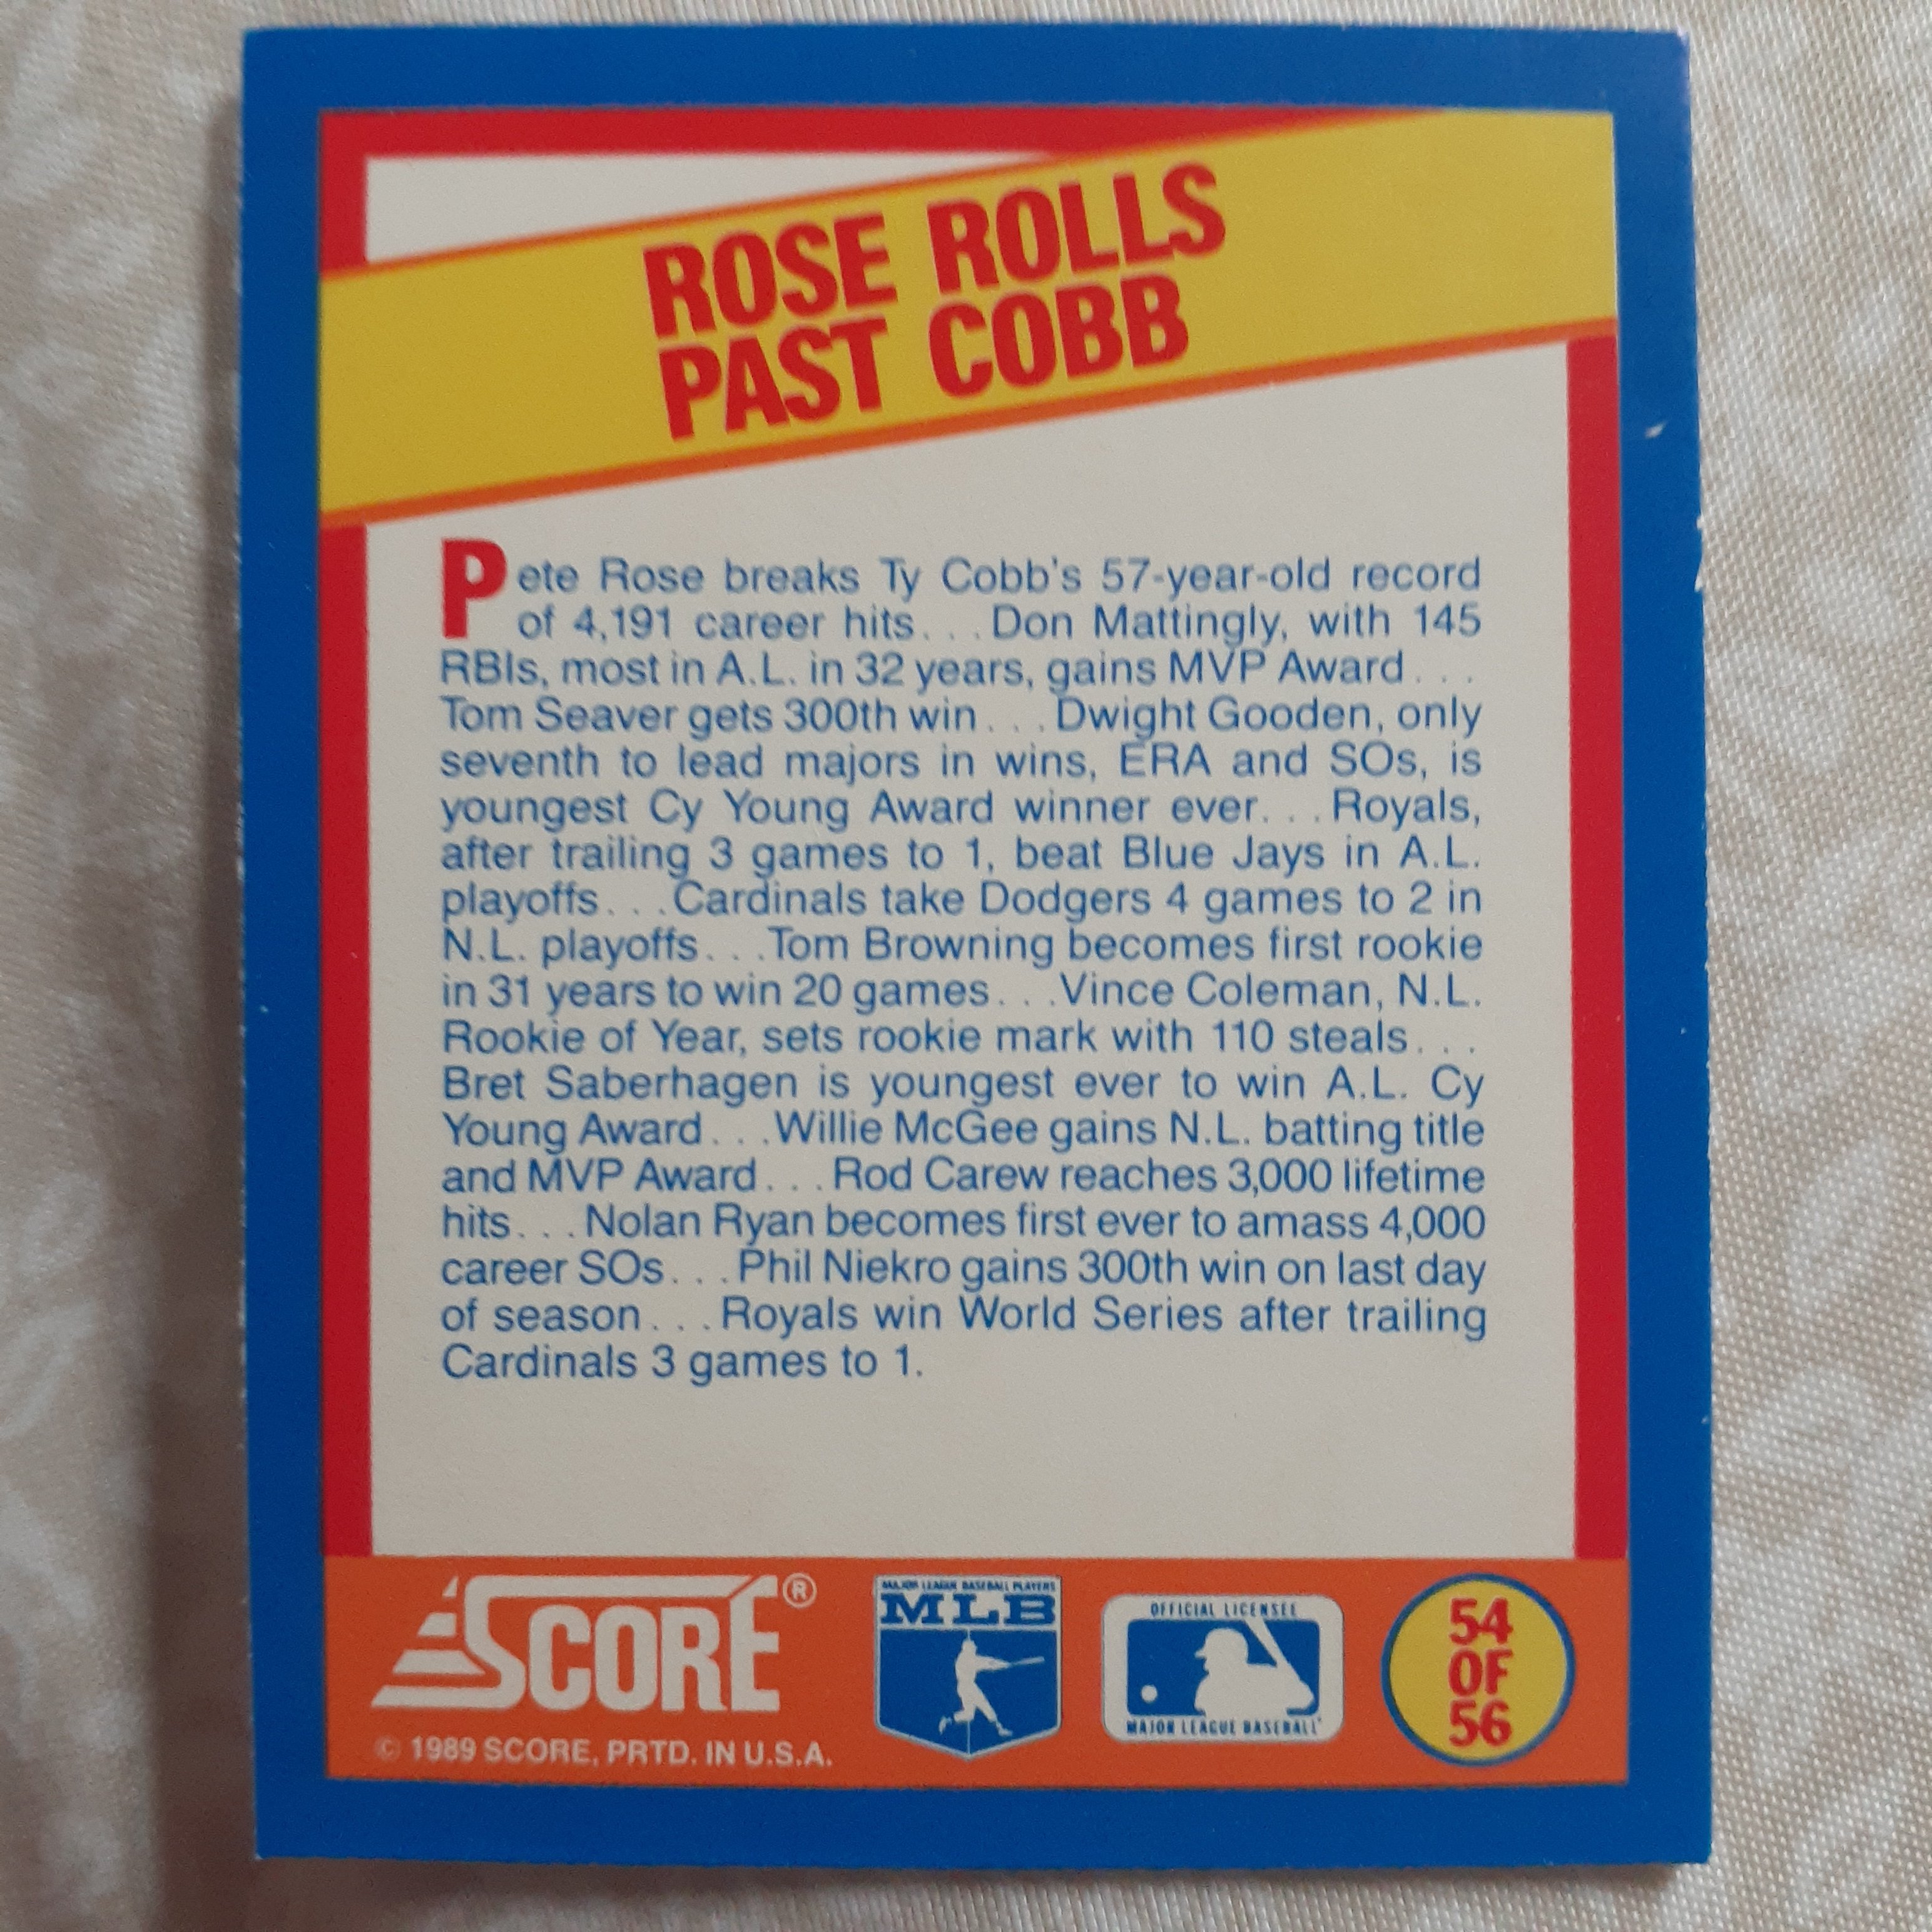 ROSE ROLLS
PAST COBB
Pete Rose breaks Ty Cobb's 57-year-old record
of 4,191 career hits. . . Don Mattingly, with 145
RBIs, most in A.L. in 32 years, gains MVP Award . . .
Tom Seaver gets 300th win . . . Dwight Gooden, only
seventh to lead majors in wins, ERA and SOs, is
youngest Cy Young Award winner ever. . . Royals,
after trailing 3 games to 1, beat Blue Jays in A.L.
playoffs. . . Cardinals take Dodgers 4 games to 2 in
N.L. playoffs. . . Tom Browning becomes first rookie
in 31 years to win 20 games. . . Vince Coleman, N.L.
Rookie of Year, sets rookie mark with 110 steals. . .
Bret Saberhagen is youngest ever to win A.L. Cy
Young Award . . . Willie McGee gains N.L. batting title
and MVP Award . . . Rod Carew reaches 3,000 lifetime
hits. . . Nolan Ryan becomes first ever to amass 4,000
career SOs. . . Phil Niekro gains 300th win on last day
of season . . . Royals win World Series after trailing
Cardinals 3 games to 1.
SCORE®
© 1989 SCORE, PRTD. IN U.S.A.
MAJOR LEAGUE BASEBALL PLAYERS
MLB
OFFICIAL LICENSEE
MAJOR LEAGUE BASEBALL
54
OF
56